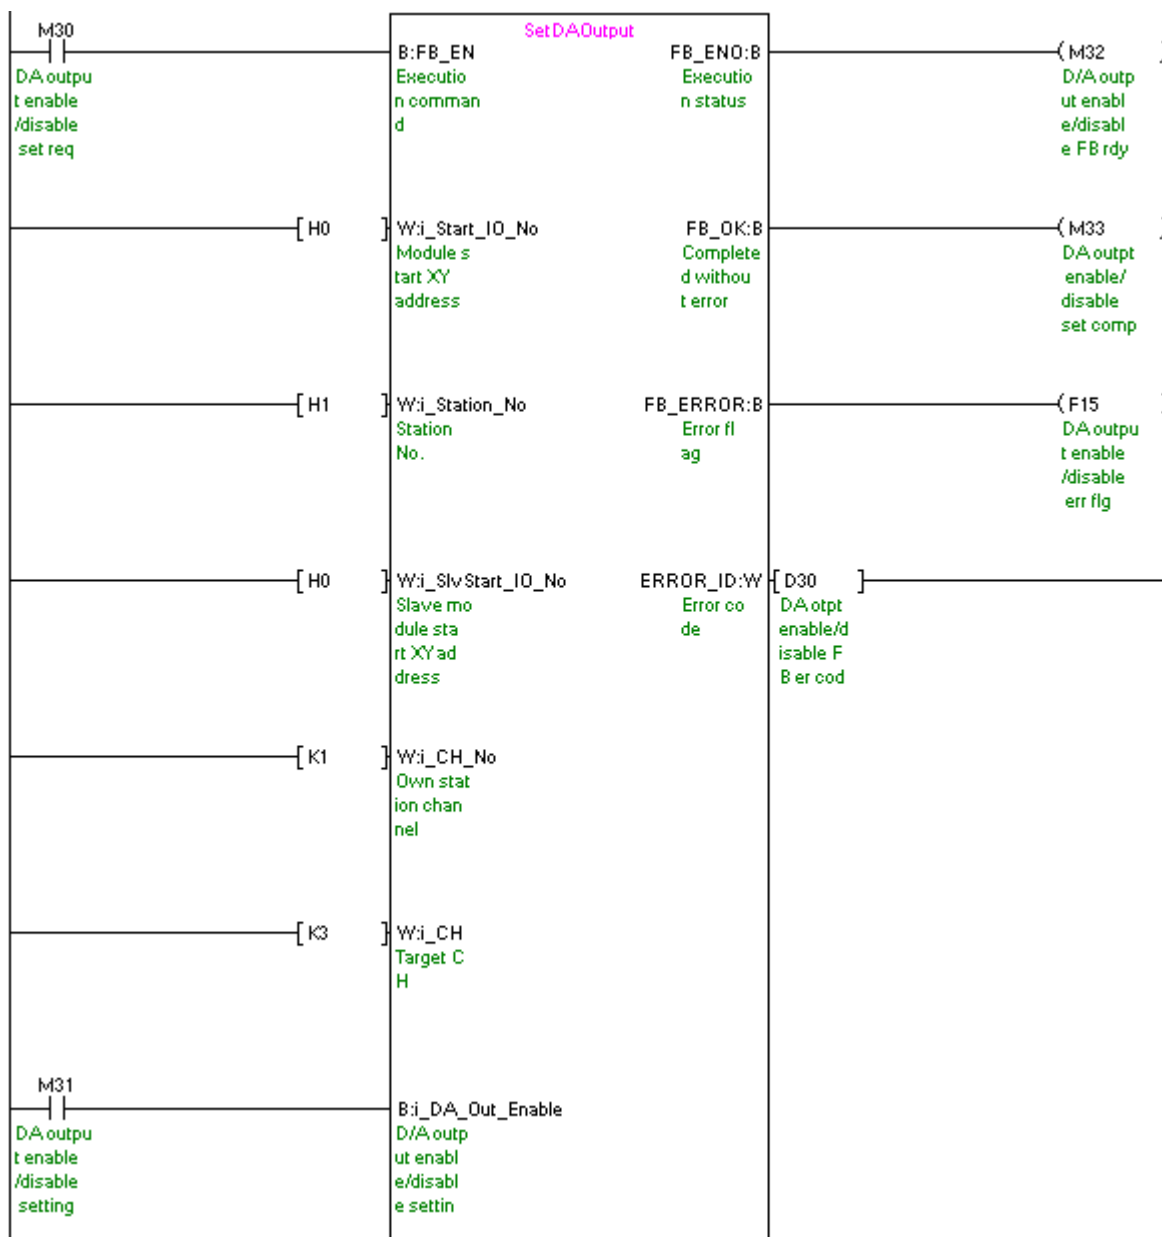 M30
SetDAOutput
B:FB_EN
FB_ENO:B
M32
DA outpu
t enable
/disable
set req
Executio
n comman
d
Executio
n status
D/A outp
ut enabl
e/disabl
e FB rdy
H0
W:i_Start_IO_No
FB_OK:B
M33
Module s
tart XY
address
Complete
d withou
t error
DA outpt
enable/
disable
set comp
H1
W:i_Station_No
FB_ERROR:B
F15
Station
No.
Error fl
ag
DA outpu
t enable
/disable
err flg
H0
W:i_SlvStart_IO_No
ERROR_ID:W
D30
Slave mo
dule sta
rt XY ad
dress
Error co
de
DA otpt
enable/d
isable F
B er cod
K1
W:i_CH_No
Own stat
ion chan
nel
K3
W:i_CH
Target C
H
M31
B:i_DA_Out_Enable
DA outpu
t enable
/disable
setting
D/A outp
ut enabl
e/disabl
e settin